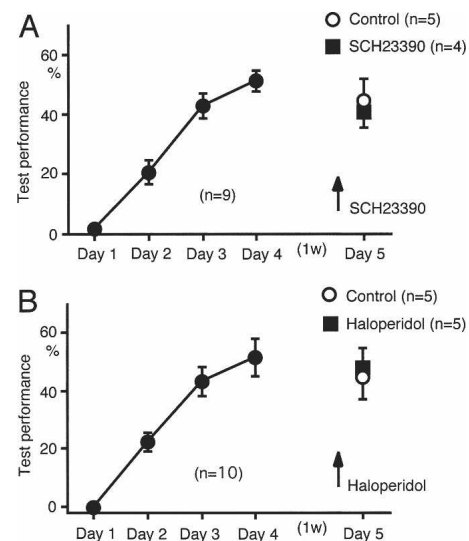 A
Control (n=5)
SCH23390 (n=4)
60
%
40
20
0
Test performance
(n=9)
SCH23390
Day 1 Day 2 Day 3 Day 4 (1w) Day 5
B
Control (n=5)
Haloperidol (n=5)
60
%
40
20
0
Test performance
(n=10)
Haloperidol
Day 1 Day 2 Day 3 Day 4 (1w) Day 5